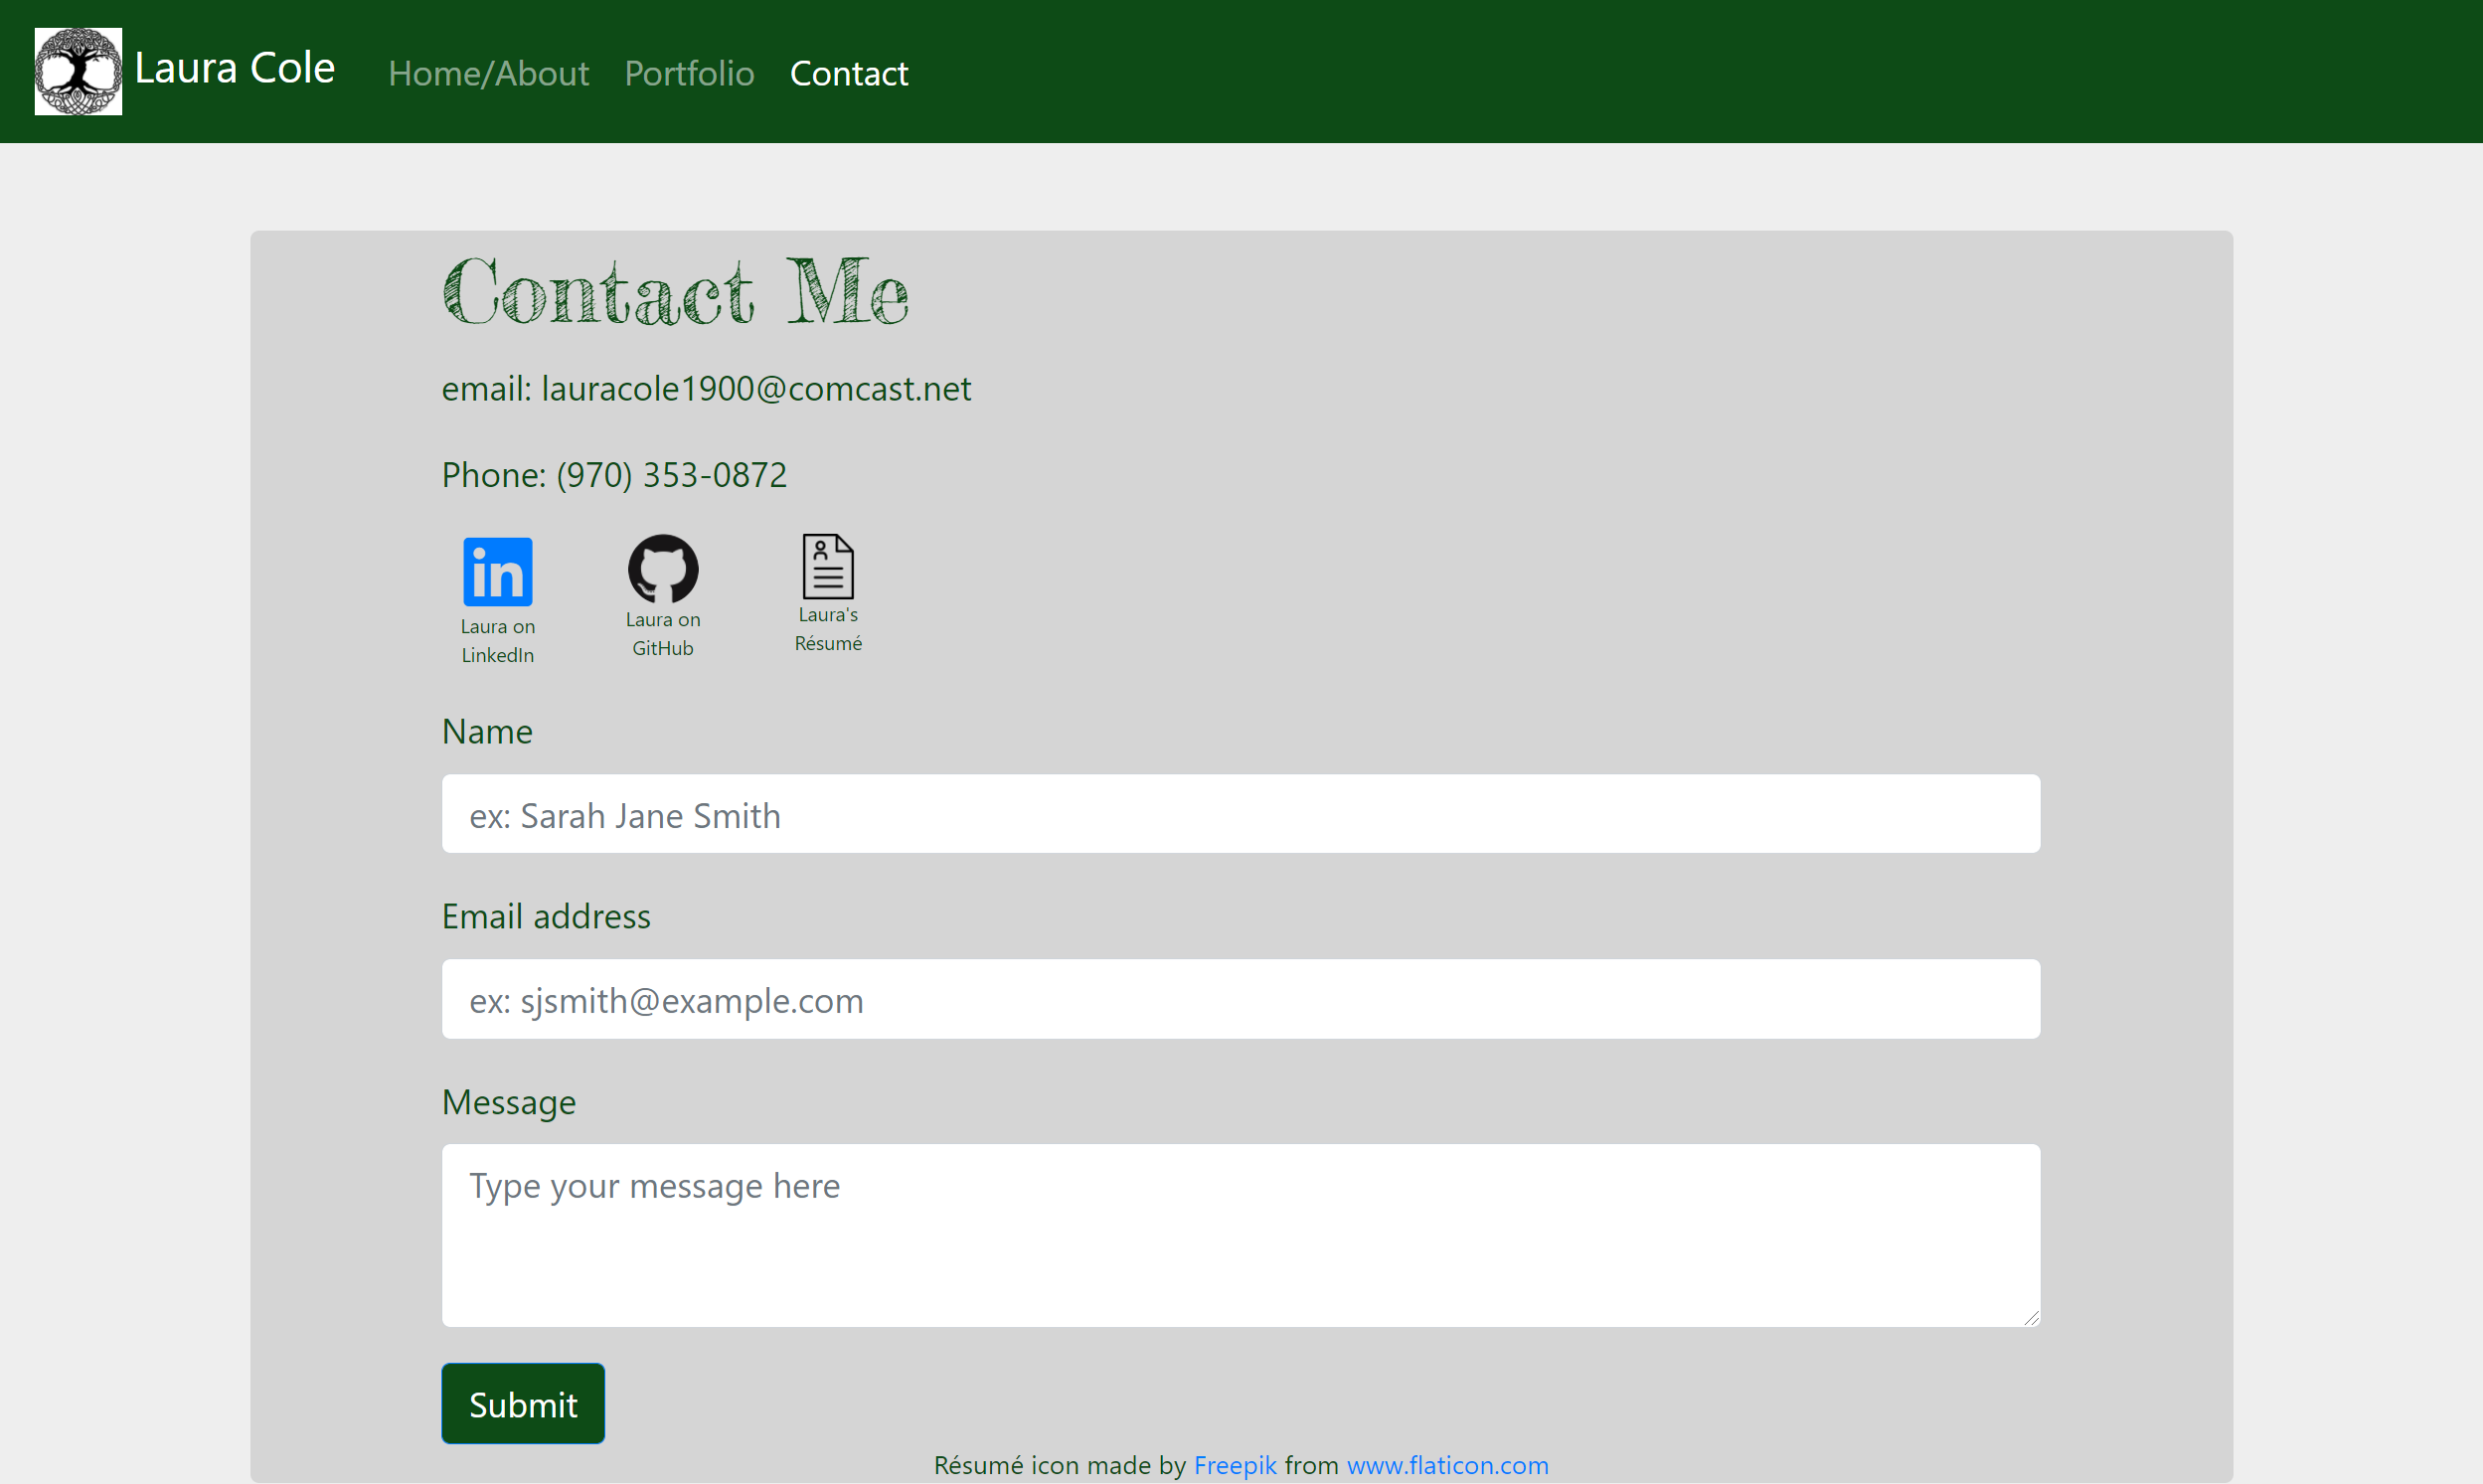 Laura Cole Home/About Portfolio Contact
Contact Me
email: lauracole1900@comcast.net
Phone: (970) 353-0872
in
Laura on
LinkedIn
Laura on
GitHub
Laura's
Résumé
Name
ex: Sarah Jane Smith
Email address
ex: sjsmith@example.com
Message
Type your message here
Submit
Résumé icon made by Freepik from www.flaticon.com